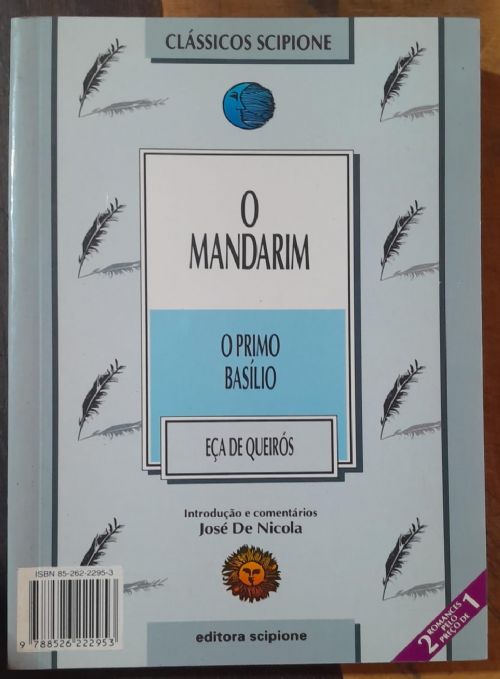 CLÁSSICOS SCIPIONE
O
MANDARIM
O PRIMO
BASÍLIO
EÇA DE QUEIRÓS
Introdução e comentários
José De Nicola
ISBN 85-262-2295-3
9 788526 222953
editora scipione
2 ROMANCES
PELO
PREÇO DE 1